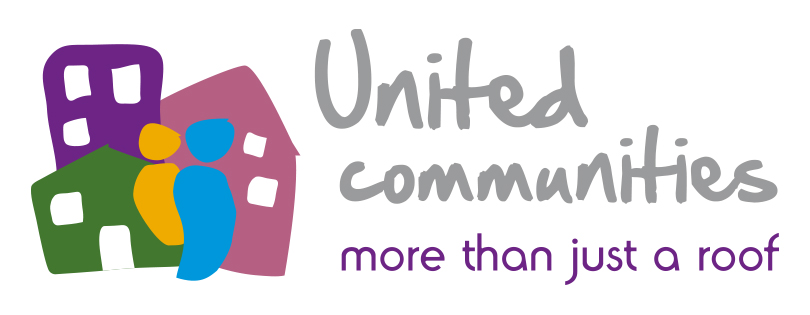 United
communities
more than just a roof